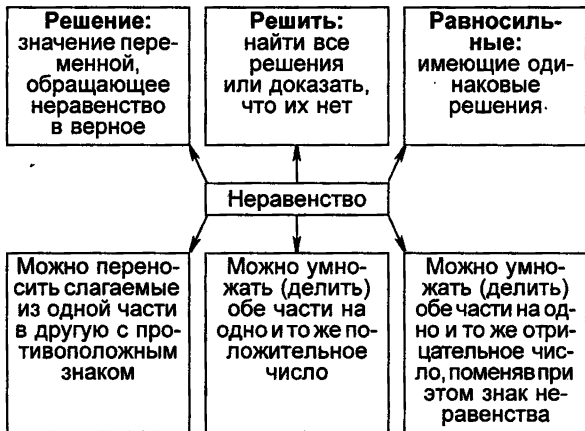 Решение:
значение пере-
менной,
обращающее
неравенство
в верное
Решить:
найти все
решения
или доказать,
что их нет
Равносиль-
ные:
имеющие оди-
наковые
решения
Неравенство
Можно перено-
сить слагаемые
из одной части
в другую с про-
тивоположным
знаком
Можно умно-
жать (делить)
обе части на
одно и то же по-
ложительное
число
Можно умно-
жать (делить)
обе части на од-
но и то же отри-
цательное чис-
ло, поменяв при
этом знак не-
равенства